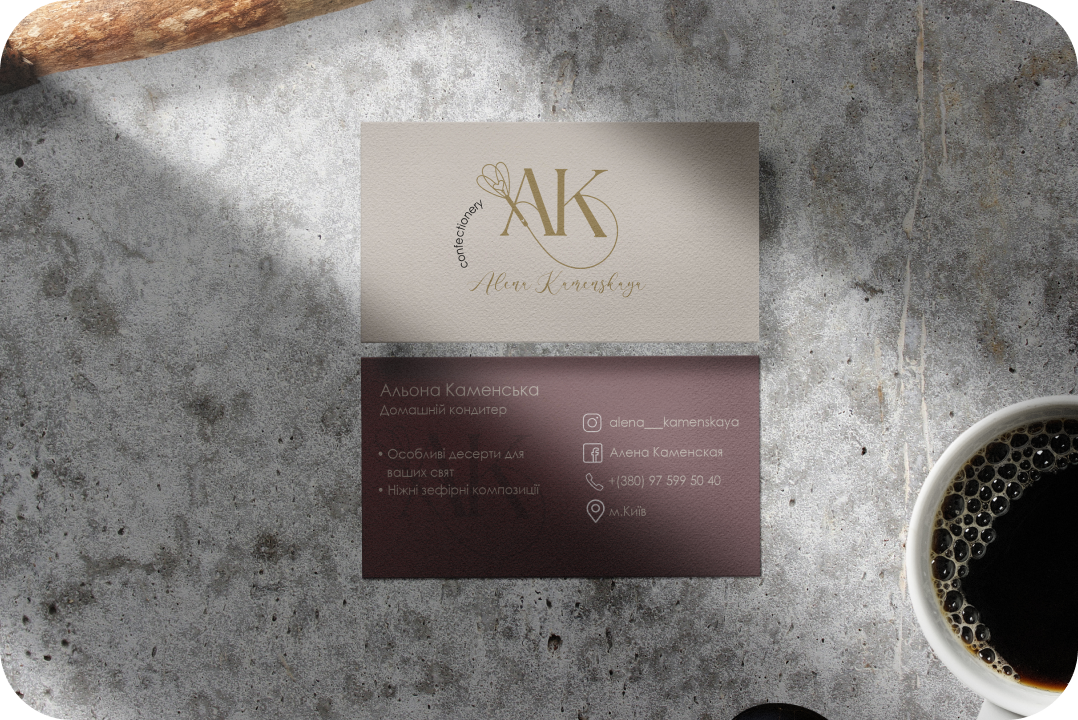 confectionery
AK
Alena Kamenskaya
Альона Каменська
Домашній кондитер
• Особливі десерти для
ваших свят
• Ніжні зефірні композиції
alena___kamenskaya
Алена Каменская
+(380) 97 599 50 40
м.Київ